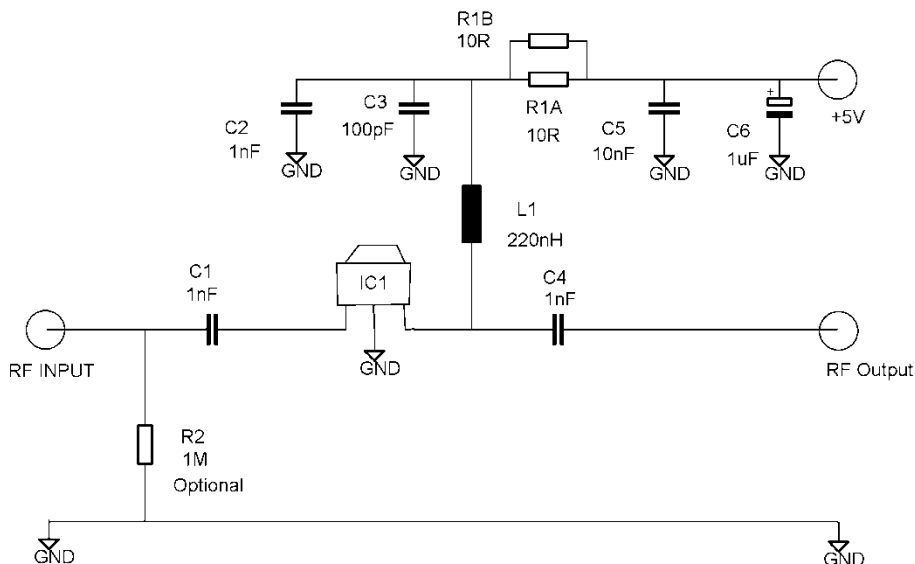 R1B
10R
C2
1nF
GND
C3
100pF
GND
R1A
10R
C5
10nF
GND
+
C6
1uF
GND
+5V
L1
220nH
C1
1nF
IC1
GND
C4
1nF
RF INPUT
RF Output
R2
1M
Optional
GND
GND